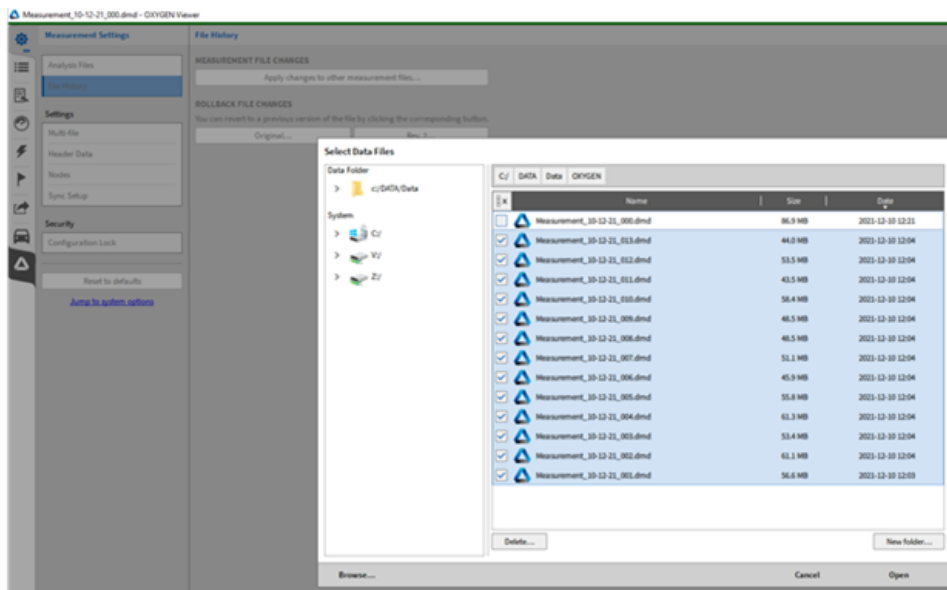 Measurement_10-12-21_000.dmd - OXYGEN Viewer
Measurement Settings
File History
Analysis Files
File History
MEASUREMENT FILE CHANGES
Apply changes to other measurement files...
ROLLBACK FILE CHANGES
You can revert to a previous version of the file by clicking the corresponding button.
Original...
Settings
Multi-file
Header Data
Nodes
Sync Setup
Security
Configuration Lock
Reset to defaults
Jump to system options
Select Data Files
Data Folder
c:/DATA/Data
System
C:/
V:/
Z:/
C:/ DATA Data OXYGEN
Name Size Date
Measurement_10-12-21_000.dmd 86.9 MB 2021-12-10 12:21
Measurement_10-12-21_013.dmd 44.0 MB 2021-12-10 12:04
Measurement_10-12-21_012.dmd 53.5 MB 2021-12-10 12:04
Measurement_10-12-21_011.dmd 43.5 MB 2021-12-10 12:04
Measurement_10-12-21_010.dmd 58.4 MB 2021-12-10 12:04
Measurement_10-12-21_009.dmd 46.5 MB 2021-12-10 12:04
Measurement_10-12-21_008.dmd 48.5 MB 2021-12-10 12:04
Measurement_10-12-21_007.dmd 51.1 MB 2021-12-10 12:04
Measurement_10-12-21_006.dmd 45.9 MB 2021-12-10 12:04
Measurement_10-12-21_005.dmd 55.8 MB 2021-12-10 12:04
Measurement_10-12-21_004.dmd 61.3 MB 2021-12-10 12:04
Measurement_10-12-21_003.dmd 53.4 MB 2021-12-10 12:04
Measurement_10-12-21_002.dmd 61.1 MB 2021-12-10 12:04
Measurement_10-12-21_001.dmd 56.6 MB 2021-12-10 12:03
Delete...
New folder...
Browse...
Cancel
Open